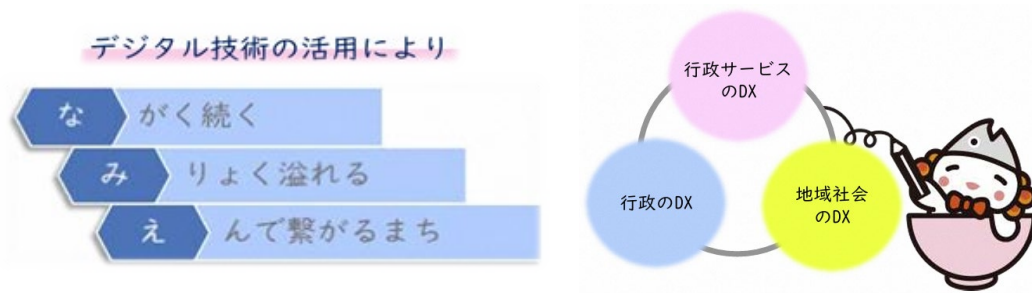 デジタル技術の活用により
な がく続く
み りょく溢れる
え んで繋がるまち
行政サービス
のDX
行政のDX
地域社会
のDX